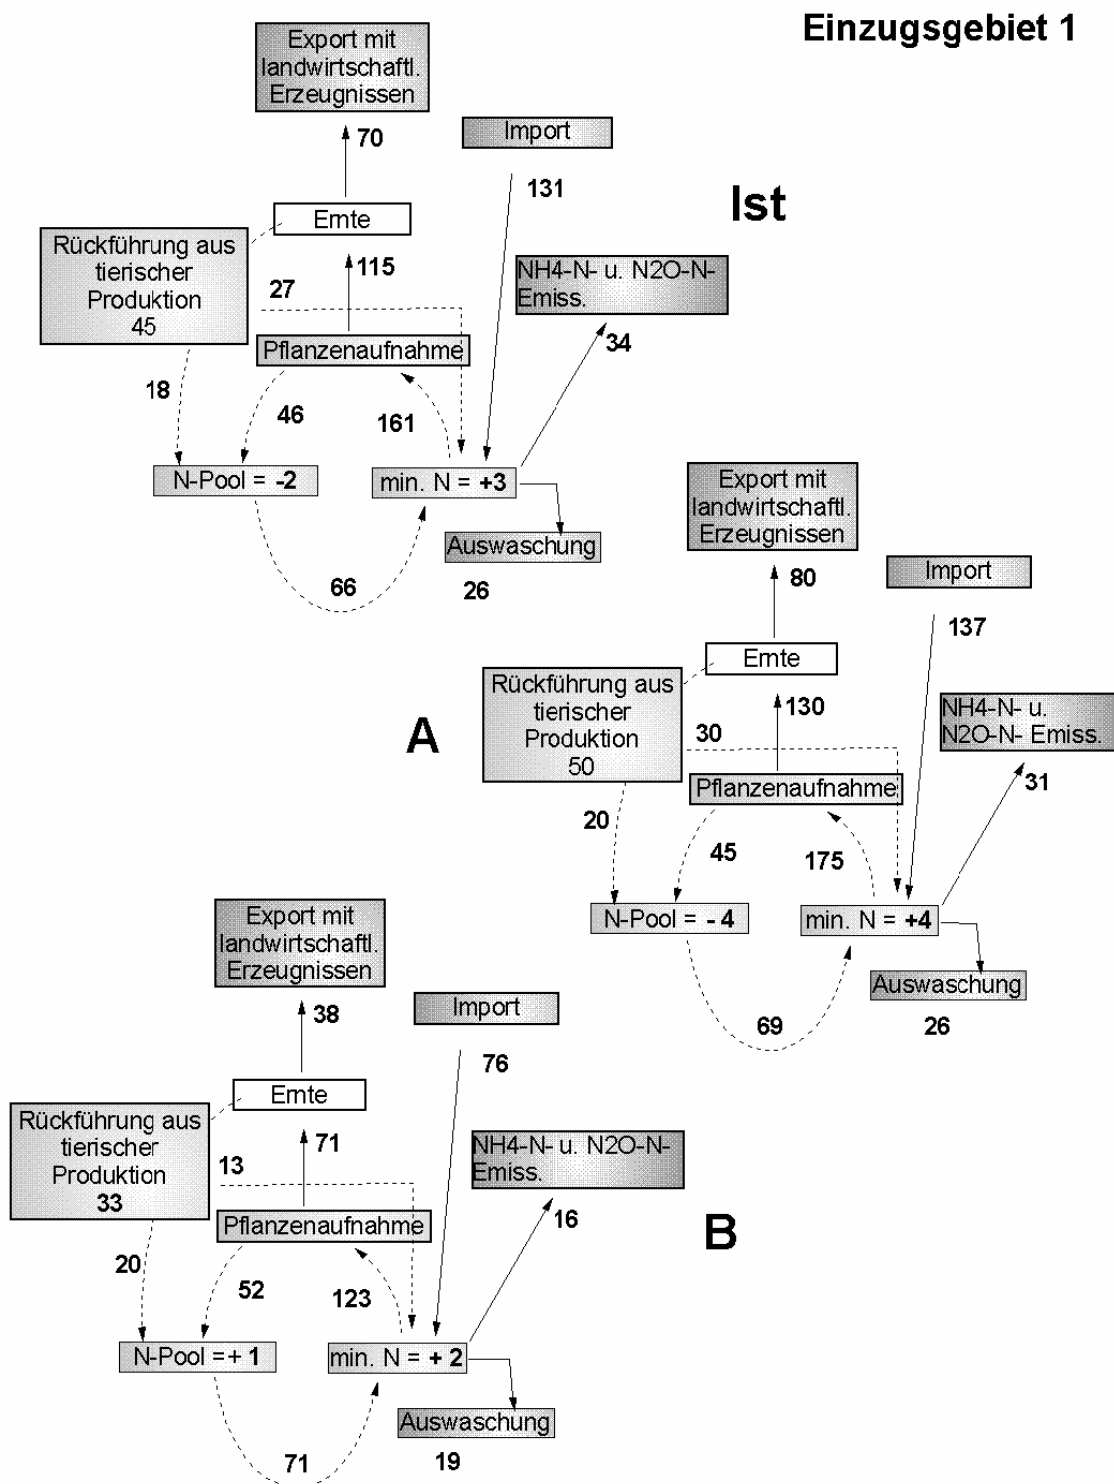 Einzugsgebiet 1
Export mit
landwirtschaftl.
Erzeugnissen
70
Import
131
Ist
Ernte
Rückführung aus
tierischer
Produktion
45
115
27
NH4-N- u. N2O-N-
Emiss.
34
Pflanzenaufnahme
18
46
161
N-Pool = -2
min. N = +3
Auswaschung
26
66
Export mit
landwirtschaftl.
Erzeugnissen
80
Import
137
Ernte
A
Rückführung aus
tierischer
Produktion
50
130
30
NH4-N- u.
N2O-N- Emiss.
31
Pflanzenaufnahme
20
45
175
N-Pool = - 4
min. N = +4
Auswaschung
26
69
Export mit
landwirtschaftl.
Erzeugnissen
38
Import
76
Ernte
Rückführung aus
tierischer
Produktion
33
71
13
NH4-N- u. N2O-N-
Emiss.
16
B
Pflanzenaufnahme
20
52
123
N-Pool =+ 1
min. N = + 2
Auswaschung
19
71